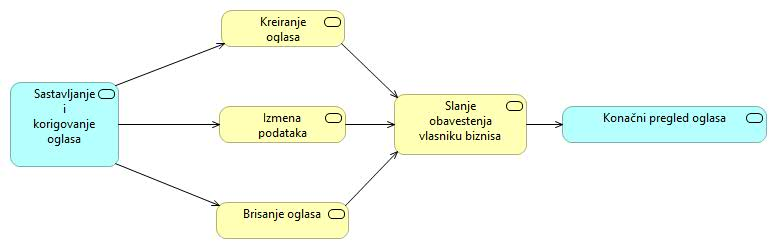 Kreiranje
oglasa
Sastavljanje
i
korigovanje
oglasa
Izmena
podataka
Brisanje oglasa
Slanje
obavestenja
vlasniku biznisa
Konačni pregled oglasa